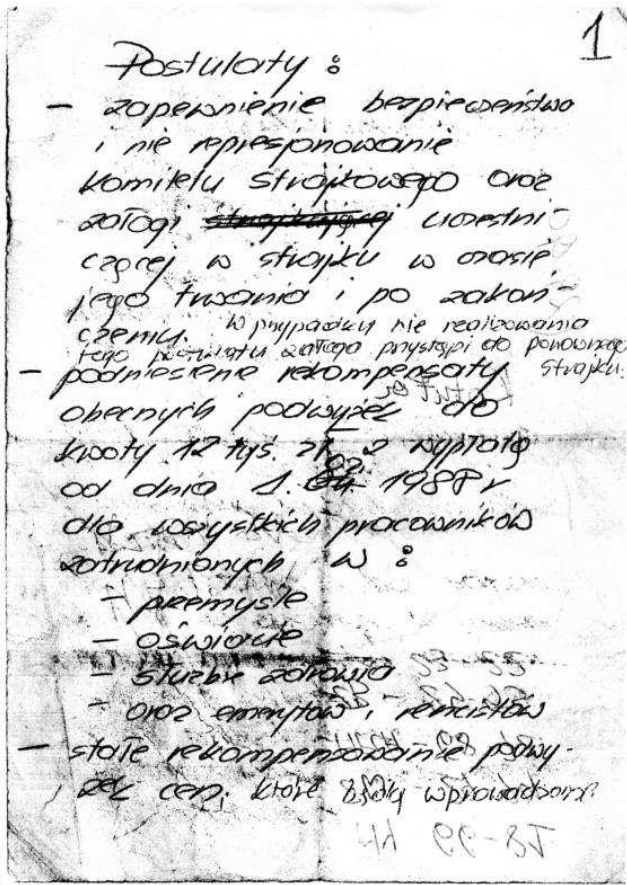 1
Postulaty :
- zapewnienie bezpieczeństwa
i nie represjonowanie
komitetu strajkowego oraz
załogi strajkującej uczestni-
czącej w strajku w czasie
jego trwania i po zakoń-
czeniu. W przypadku nie realizowania
tego postulatu załoga przystąpi do ponownego
strajku.
- podniesienie rekompensaty
obecnych podwyżek do
kwoty 12 tyś. zł z wypłatą
od dnia 1. 1988 r
dla wszystkich pracowników
zatrudnionych w :
- przemyśle
- oświacie
- służbie zdrowia
- oraz emerytów i rencistów
- stałe rekompensowanie podwy-
żek cen, które będą wprowadzane.